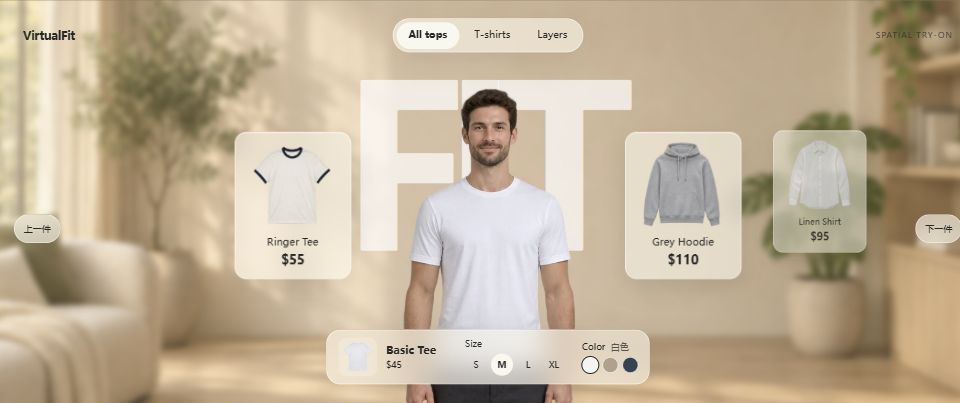 VirtualFit
All tops
T-shirts
Layers
SPATIAL TRY-ON
FIT
上一件
Ringer Tee
$55
Grey Hoodie
$110
Linen Shirt
$95
下一件
Basic Tee
$45
Size
S M L XL
Color 白色